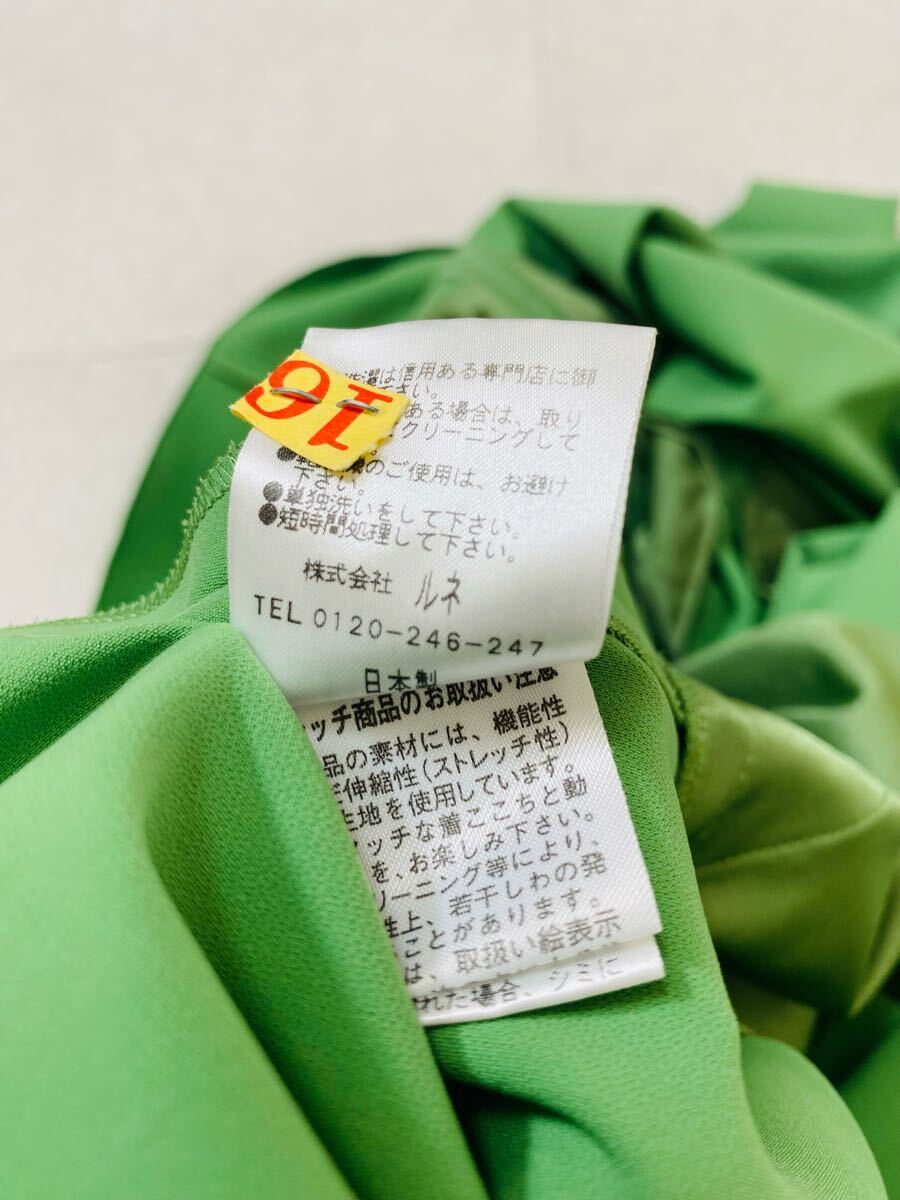 16
洗濯は信用ある専門店に御
下さい。
ある場合は、取り
クリーニングして
のご使用は、お避け
下さい。
●単独洗いをして下さい。
●短時間処理して下さい。
株式会社 ルネ
TEL 0120-246-247
日本製
ッチ商品のお取扱い注意
品の素材には、機能性
伸縮性(ストレッチ性)
生地を使用しています。
ッチな着ここちと動
を、お楽しみ下さい。
リーニング等により、
性上、若干しわの発
ことがあります。
は、取扱い絵表示
れた場合、シミに